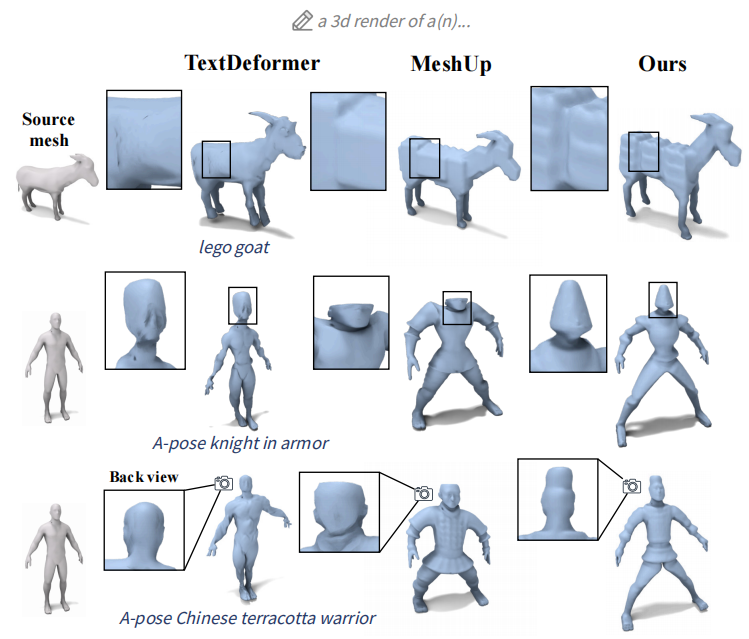 a 3d render of a(n)...
TextDeformer
MeshUp
Ours
Source
mesh
lego goat
A-pose knight in armor
Back view
A-pose Chinese terracotta warrior